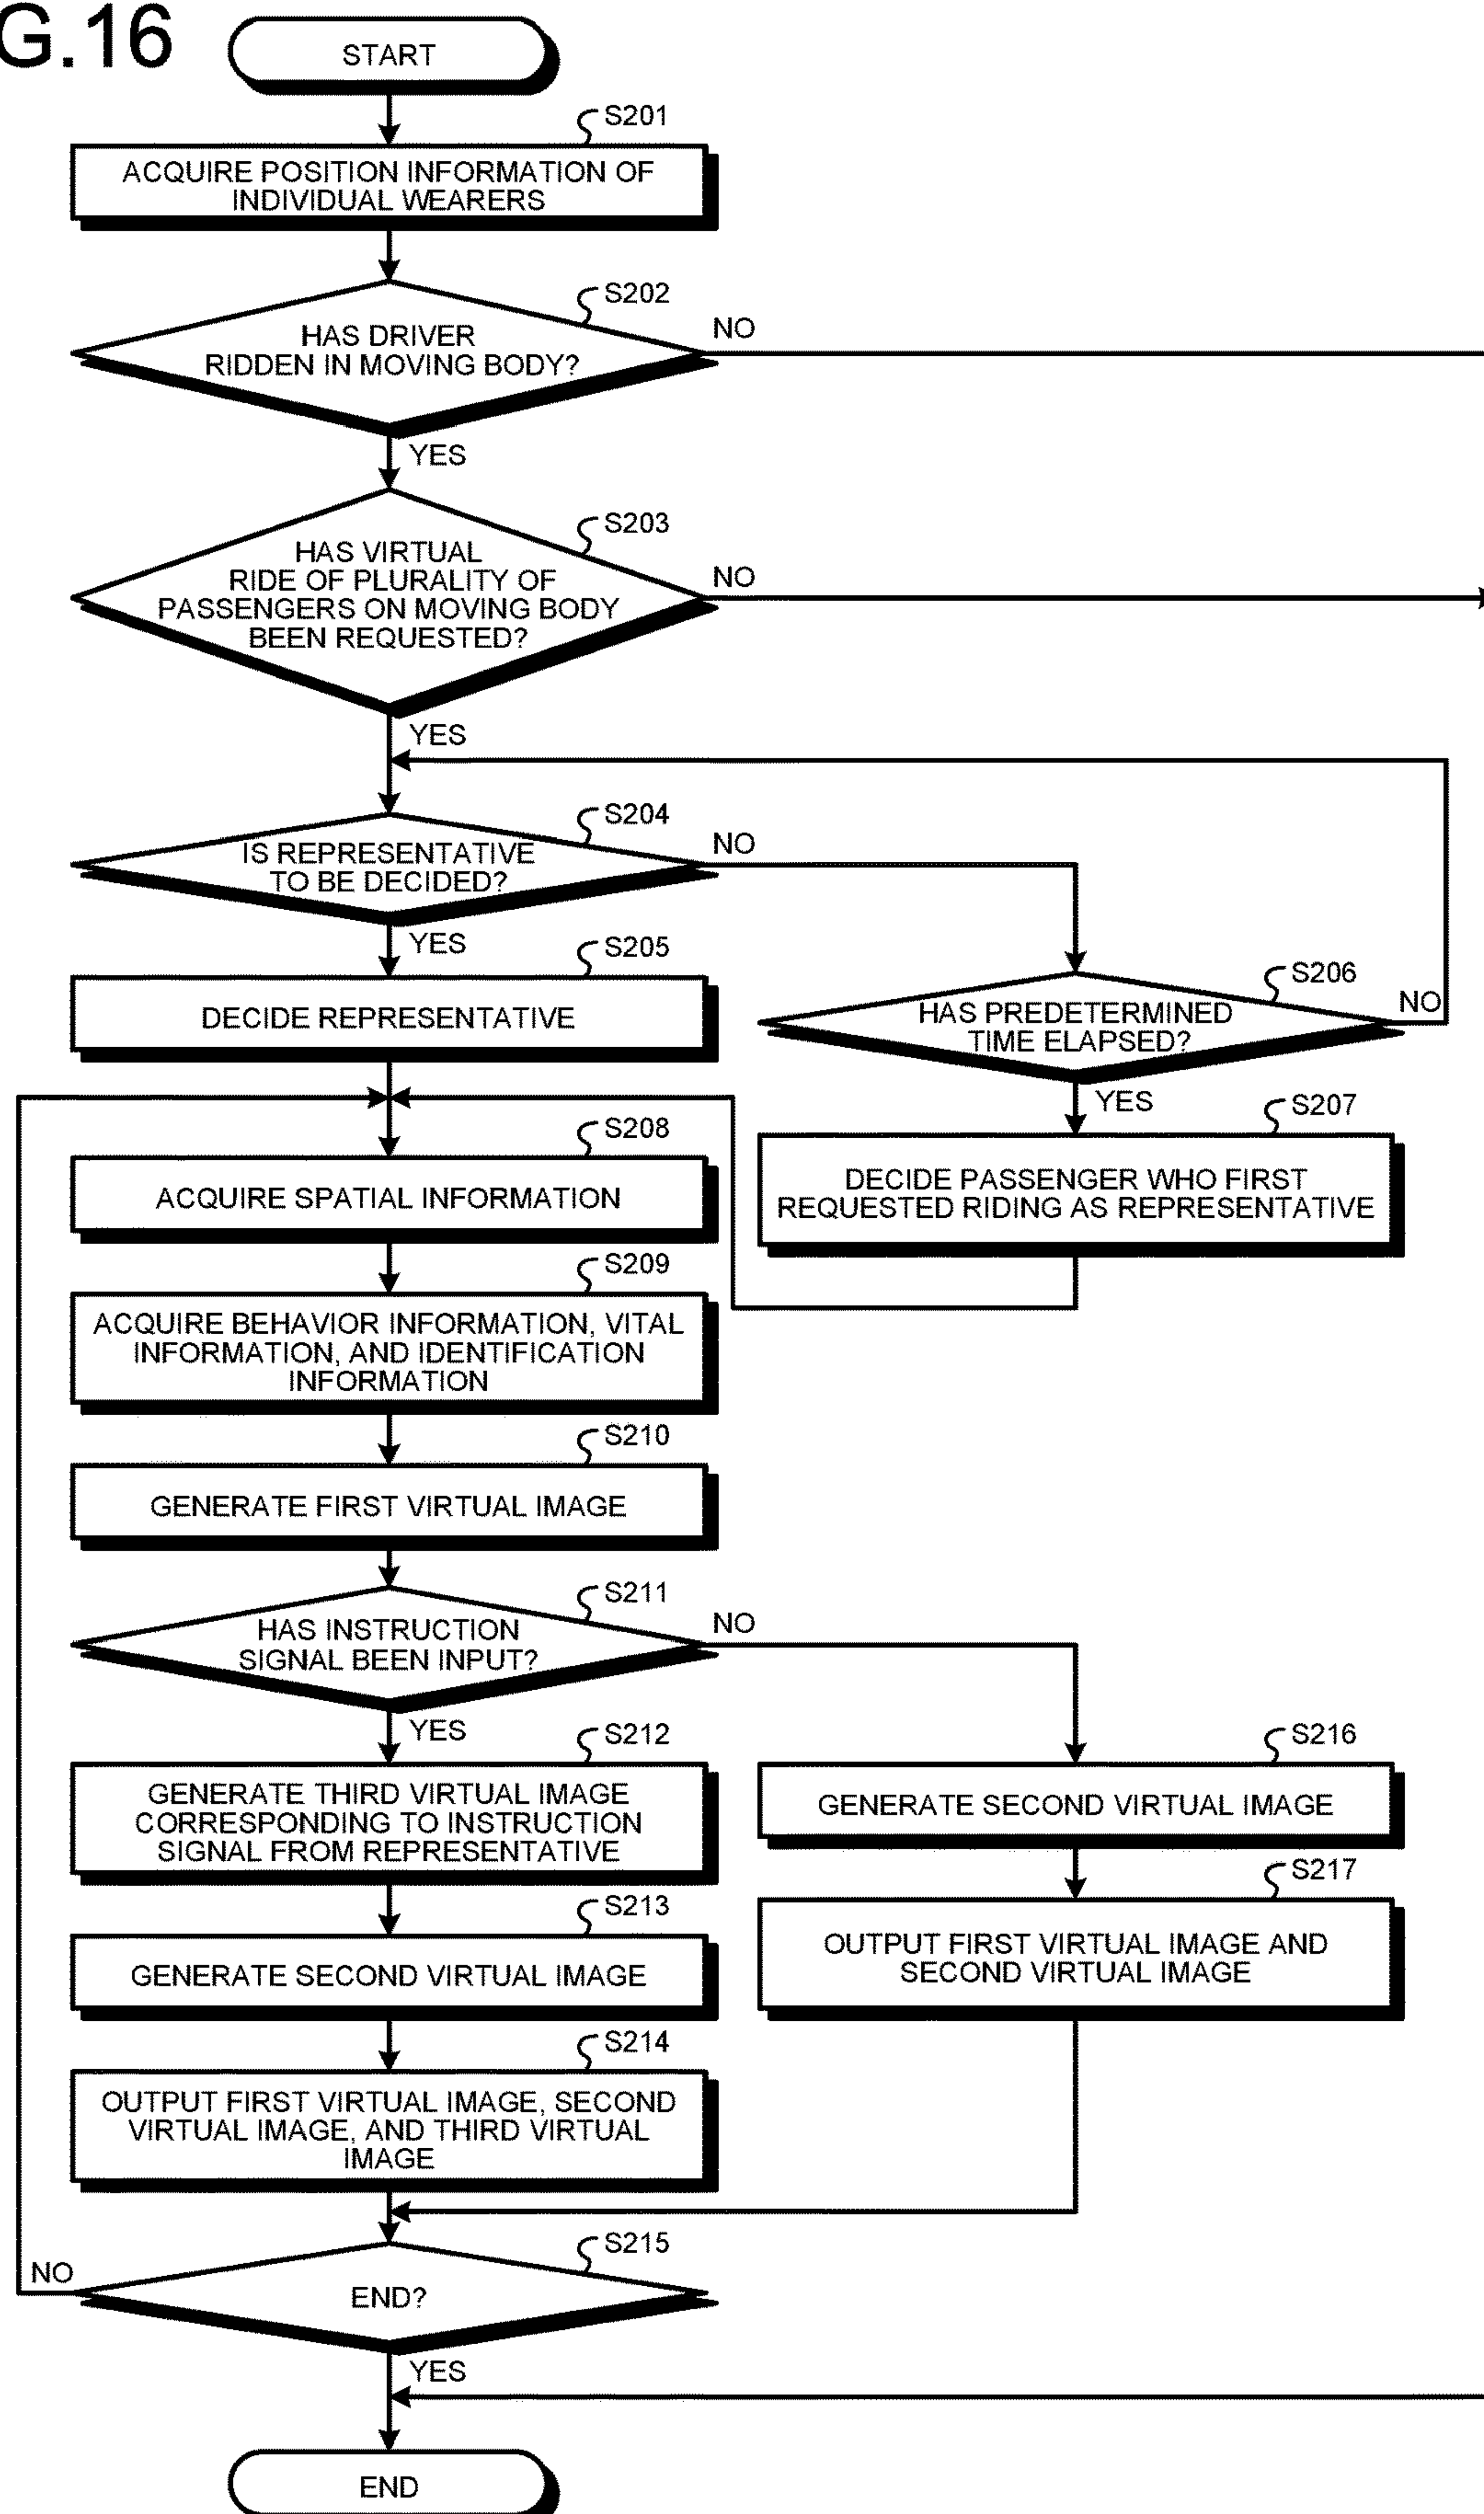 G.16
START
S201
ACQUIRE POSITION INFORMATION OF
INDIVIDUAL WEARERS
S202
HAS DRIVER
RIDDEN IN MOVING BODY?
NO
YES
S203
HAS VIRTUAL
RIDE OF PLURALITY OF
PASSENGERS ON MOVING BODY
BEEN REQUESTED?
NO
YES
S204
IS REPRESENTATIVE
TO BE DECIDED?
NO
YES
S205
DECIDE REPRESENTATIVE
S206
HAS PREDETERMINED
TIME ELAPSED?
NO
YES
S207
DECIDE PASSENGER WHO FIRST
REQUESTED RIDING AS REPRESENTATIVE
S208
ACQUIRE SPATIAL INFORMATION
S209
ACQUIRE BEHAVIOR INFORMATION, VITAL
INFORMATION, AND IDENTIFICATION
INFORMATION
S210
GENERATE FIRST VIRTUAL IMAGE
S211
HAS INSTRUCTION
SIGNAL BEEN INPUT?
NO
YES
S212
GENERATE THIRD VIRTUAL IMAGE
CORRESPONDING TO INSTRUCTION
SIGNAL FROM REPRESENTATIVE
S213
GENERATE SECOND VIRTUAL IMAGE
S214
OUTPUT FIRST VIRTUAL IMAGE, SECOND
VIRTUAL IMAGE, AND THIRD VIRTUAL
IMAGE
S216
GENERATE SECOND VIRTUAL IMAGE
S217
OUTPUT FIRST VIRTUAL IMAGE AND
SECOND VIRTUAL IMAGE
S215
END?
NO
YES
END